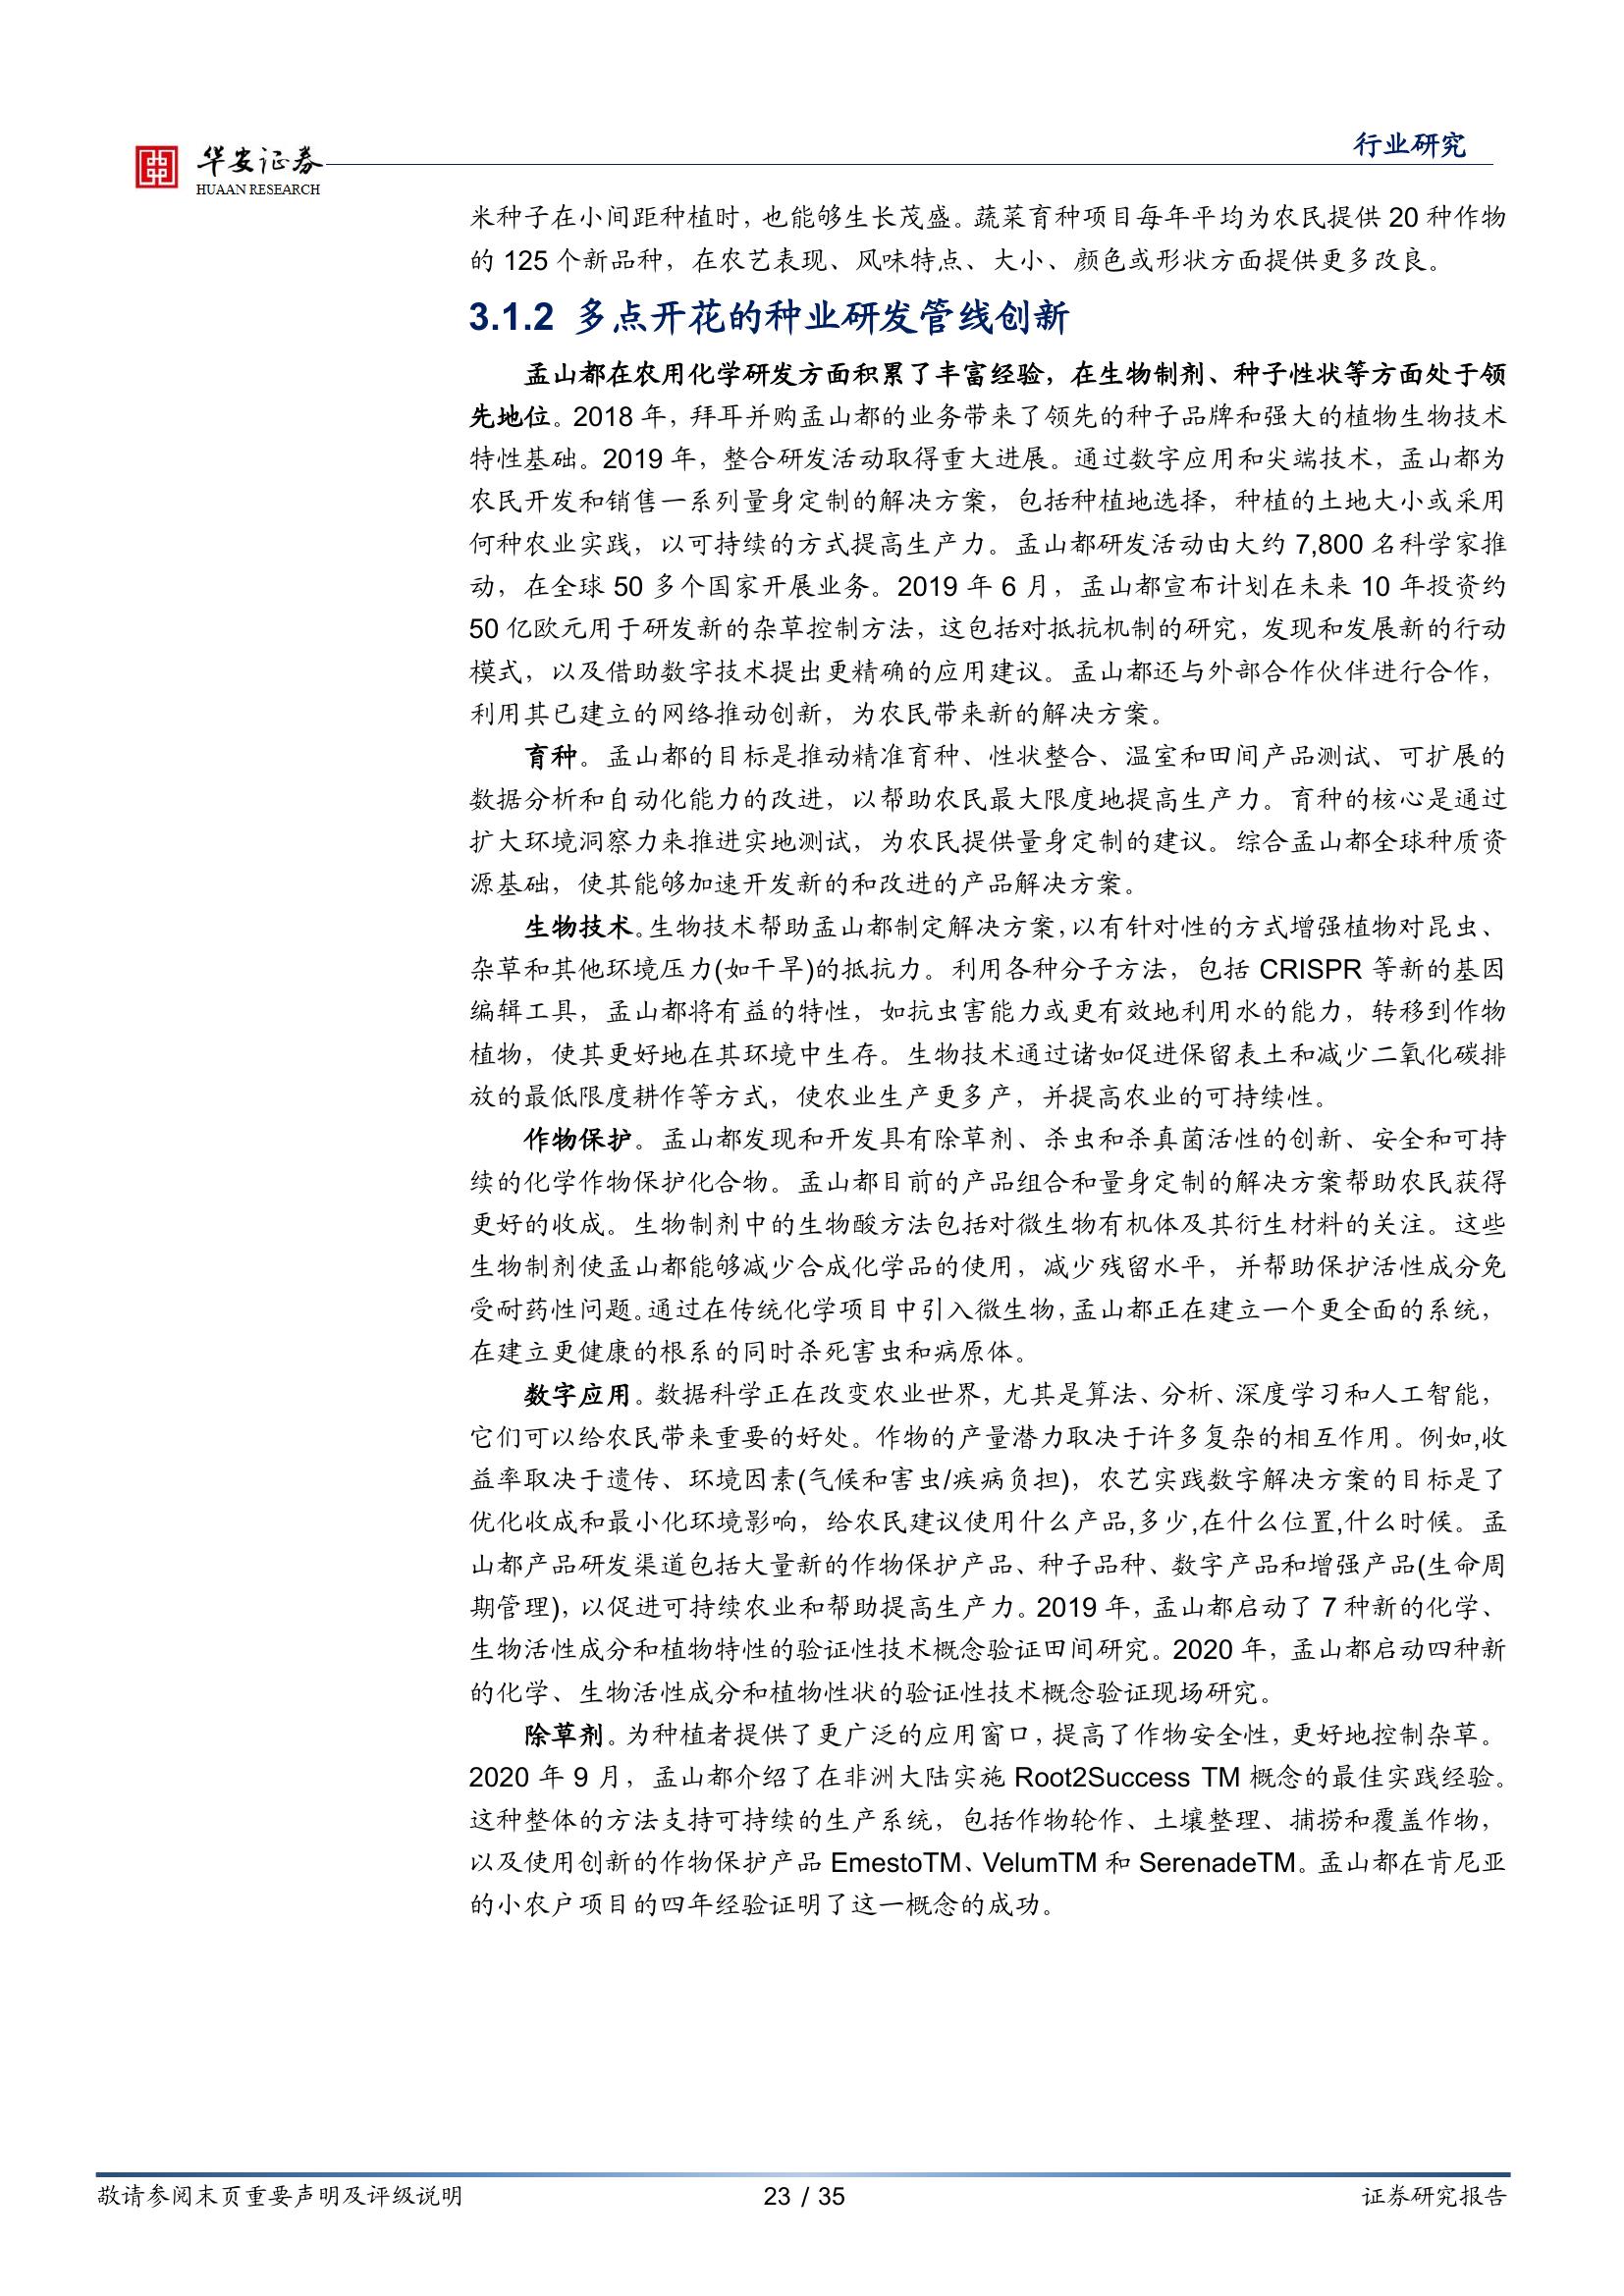 华安证券
HUAAN RESEARCH
行业研究
米种子在小间距种植时，也能够生长茂盛。蔬菜育种项目每年平均为农民提供 20 种作物
的 125 个新品种，在农艺表现、风味特点、大小、颜色或形状方面提供更多改良。
3.1.2 多点开花的种业研发管线创新
孟山都在农用化学研发方面积累了丰富经验，在生物制剂、种子性状等方面处于领
先地位。2018 年，拜耳并购孟山都的业务带来了领先的种子品牌和强大的植物生物技术
特性基础。2019 年，整合研发活动取得重大进展。通过数字应用和尖端技术，孟山都为
农民开发和销售一系列量身定制的解决方案，包括种植地选择，种植的土地大小或采用
何种农业实践，以可持续的方式提高生产力。孟山都研发活动由大约 7,800 名科学家推
动，在全球 50 多个国家开展业务。2019 年 6 月，孟山都宣布计划在未来 10 年投资约
50 亿欧元用于研发新的杂草控制方法，这包括对抵抗机制的研究，发现和发展新的行动
模式，以及借助数字技术提出更精确的应用建议。孟山都还与外部合作伙伴进行合作，
利用其已建立的网络推动创新，为农民带来新的解决方案。
育种。孟山都的目标是推动精准育种、性状整合、温室和田间产品测试、可扩展的
数据分析和自动化能力的改进，以帮助农民最大限度地提高生产力。育种的核心是通过
扩大环境洞察力来推进实地测试，为农民提供量身定制的建议。综合孟山都全球种质资
源基础，使其能够加速开发新的和改进的产品解决方案。
生物技术。生物技术帮助孟山都制定解决方案，以有针对性的方式增强植物对昆虫、
杂草和其他环境压力(如干旱)的抵抗力。利用各种分子方法，包括 CRISPR 等新的基因
编辑工具，孟山都将有益的特性，如抗虫害能力或更有效地利用水的能力，转移到作物
植物，使其更好地在其环境中生存。生物技术通过诸如促进保留表土和减少二氧化碳排
放的最低限度耕作等方式，使农业生产更多产，并提高农业的可持续性。
作物保护。孟山都发现和开发具有除草剂、杀虫和杀真菌活性的创新、安全和可持
续的化学作物保护化合物。孟山都目前的产品组合和量身定制的解决方案帮助农民获得
更好的收成。生物制剂中的生物酸方法包括对微生物有机体及其衍生材料的关注。这些
生物制剂使孟山都能够减少合成化学品的使用，减少残留水平，并帮助保护活性成分免
受耐药性问题。通过在传统化学项目中引入微生物，孟山都正在建立一个更全面的系统，
在建立更健康的根系的同时杀死害虫和病原体。
数字应用。数据科学正在改变农业世界，尤其是算法、分析、深度学习和人工智能，
它们可以给农民带来重要的好处。作物的产量潜力取决于许多复杂的相互作用。例如,收
益率取决于遗传、环境因素(气候和害虫/疾病负担)，农艺实践数字解决方案的目标是了
优化收成和最小化环境影响，给农民建议使用什么产品,多少,在什么位置,什么时候。孟
山都产品研发渠道包括大量新的作物保护产品、种子品种、数字产品和增强产品(生命周
期管理)，以促进可持续农业和帮助提高生产力。2019 年，孟山都启动了 7 种新的化学、
生物活性成分和植物特性的验证性技术概念验证田间研究。2020 年，孟山都启动四种新
的化学、生物活性成分和植物性状的验证性技术概念验证现场研究。
除草剂。为种植者提供了更广泛的应用窗口，提高了作物安全性，更好地控制杂草。
2020 年 9 月，孟山都介绍了在非洲大陆实施 Root2Success TM 概念的最佳实践经验。
这种整体的方法支持可持续的生产系统，包括作物轮作、土壤整理、捕捞和覆盖作物，
以及使用创新的作物保护产品 EmestoTM、VelumTM 和 SerenadeTM。孟山都在肯尼亚
的小农户项目的四年经验证明了这一概念的成功。
敬请参阅末页重要声明及评级说明
23 / 35
证券研究报告